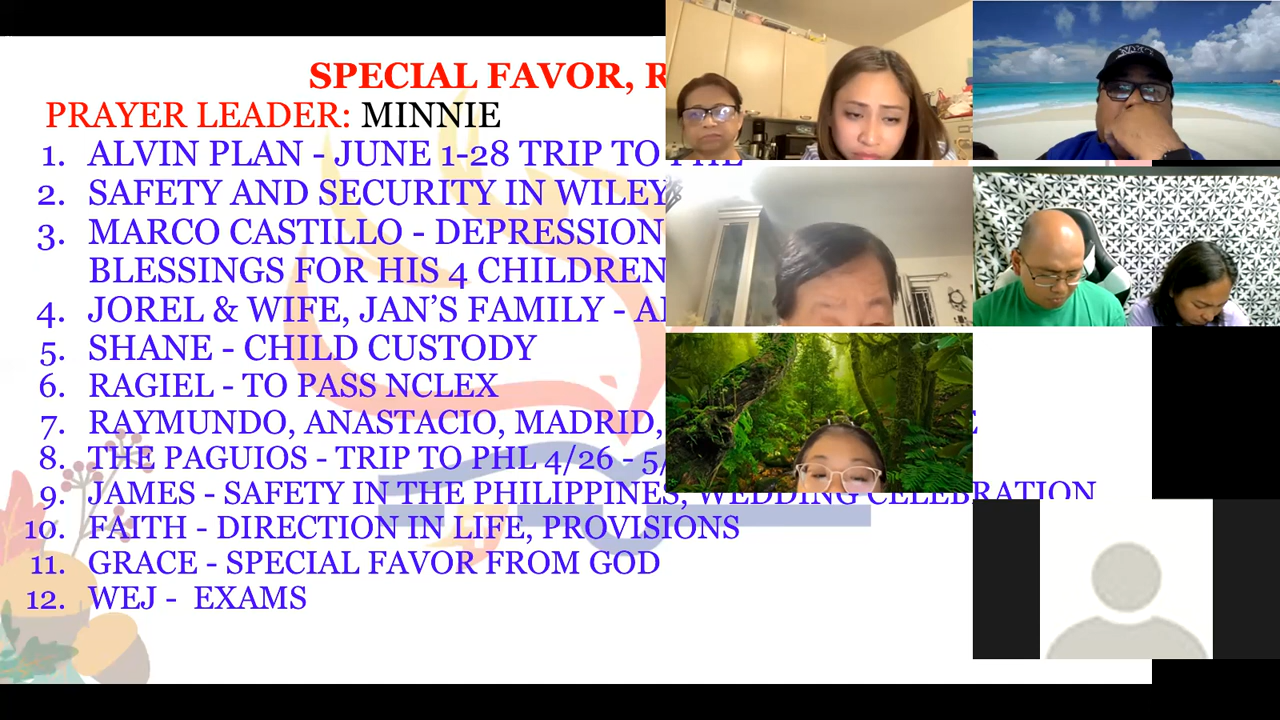 SPECIAL FAVOR,
PRAYER LEADER: MINNIE
1. ALVIN PLAN - JUNE 1-28 TRIP TO PHL
2. SAFETY AND SECURITY IN WILEY
3. MARCO CASTILLO - DEPRESSION
BLESSINGS FOR HIS 4 CHILDREN
4. JOREL & WIFE, JAN’S FAMILY -
5. SHANE - CHILD CUSTODY
6. RAGIEL - TO PASS NCLEX
7. RAYMUNDO, ANASTACIO, MADRID,
8. THE PAGUIOS - TRIP TO PHL 4/26 -
9. JAMES - SAFETY IN THE PHILIPPINES, WEDDING CELEBRATION
10. FAITH - DIRECTION IN LIFE, PROVISIONS
11. GRACE - SPECIAL FAVOR FROM GOD
12. WEJ - EXAMS